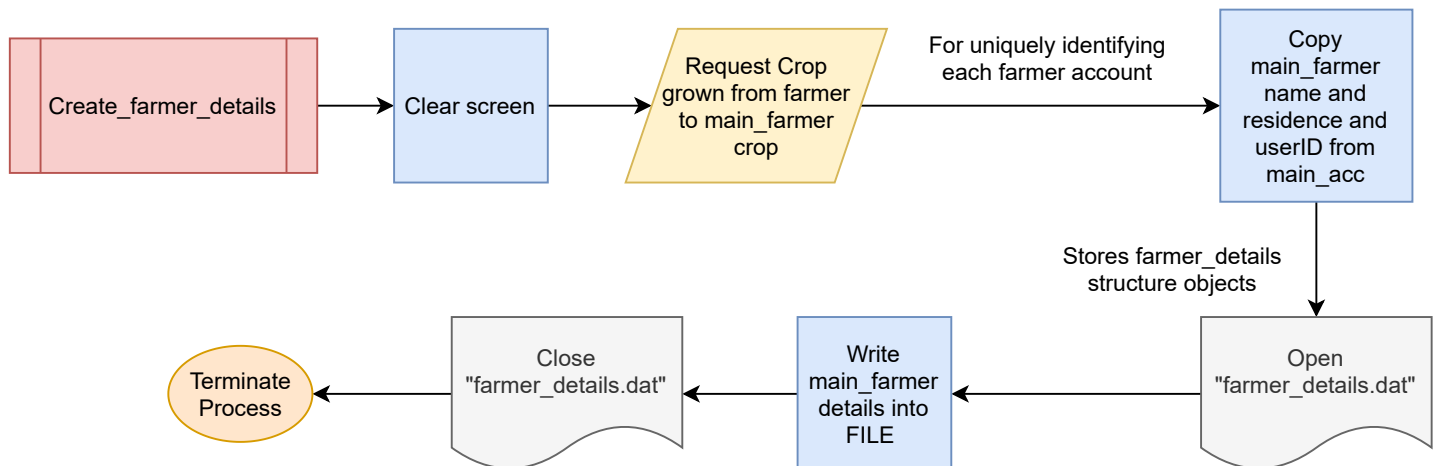 Create_farmer_details
Clear screen
Request Crop
grown from farmer
to main_farmer
crop
For uniquely identifying
each farmer account
Copy
main_farmer
name and
residence and
userID from
main_acc
Stores farmer_details
structure objects
Open
"farmer_details.dat"
Write
main_farmer
details into
FILE
Close
"farmer_details.dat"
Terminate
Process